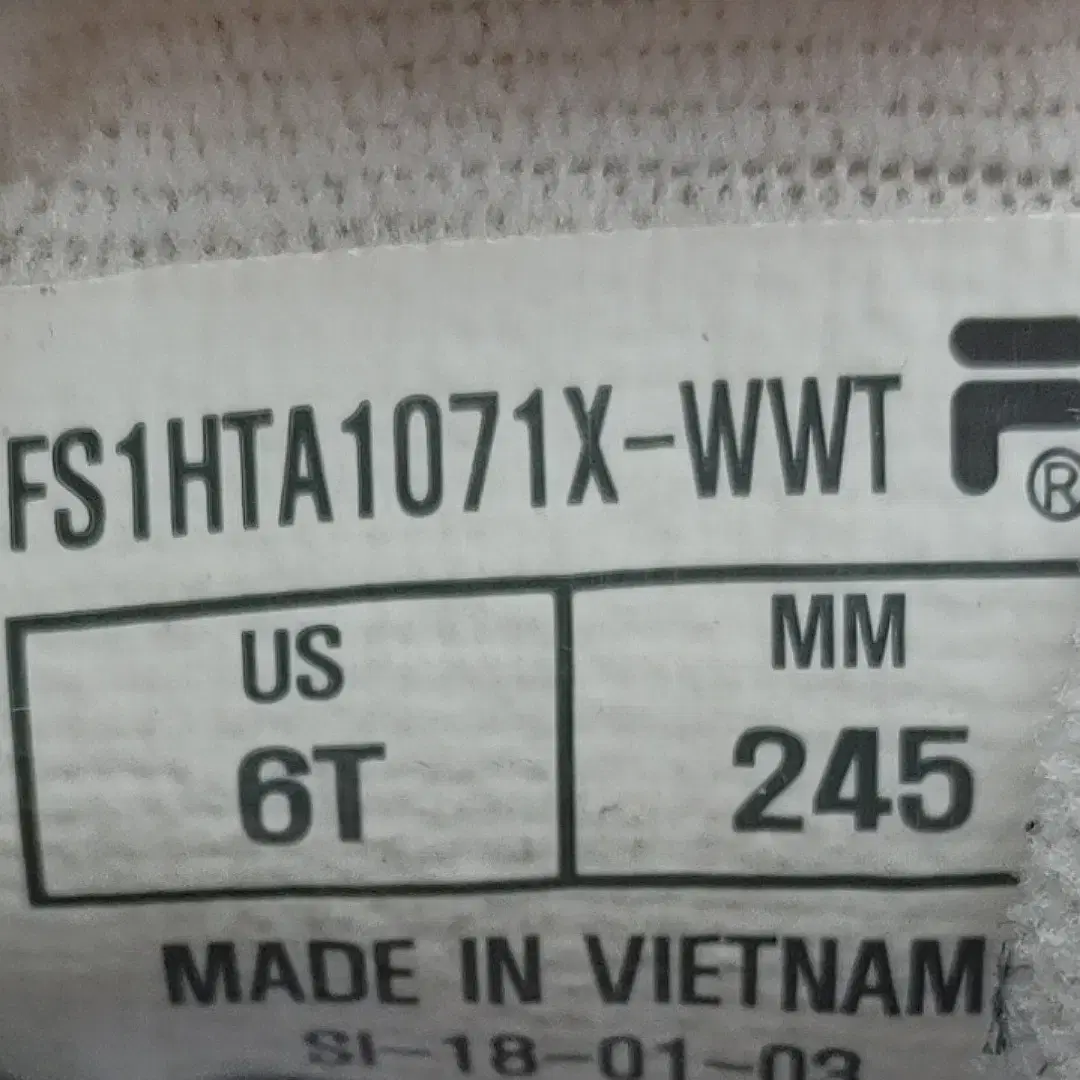 FS1HTA1071X-WWT
®
US MM
6T 245
MADE IN VIETNAM
SI-18-01-03